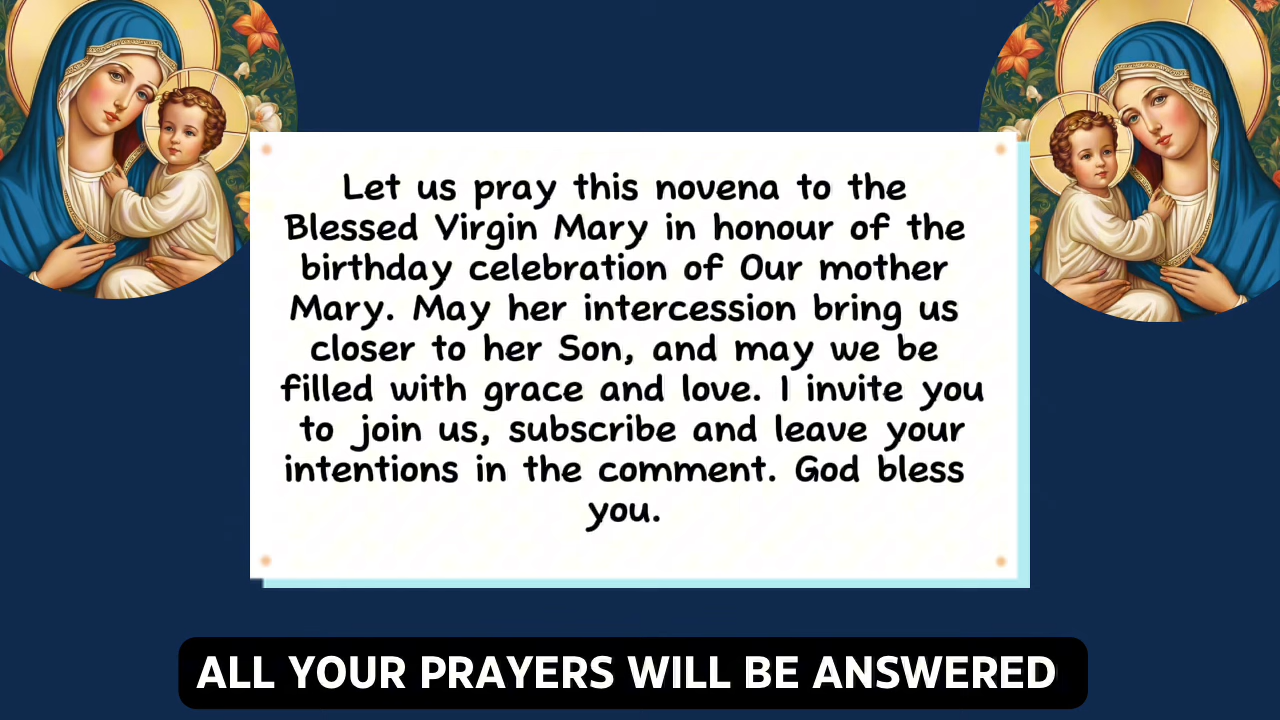 Let us pray this novena to the
Blessed Virgin Mary in honour of the
birthday celebration of Our mother
Mary. May her intercession bring us
closer to her Son, and may we be
filled with grace and love. I invite you
to join us, subscribe and leave your
intentions in the comment. God bless
you.
ALL YOUR PRAYERS WILL BE ANSWERED